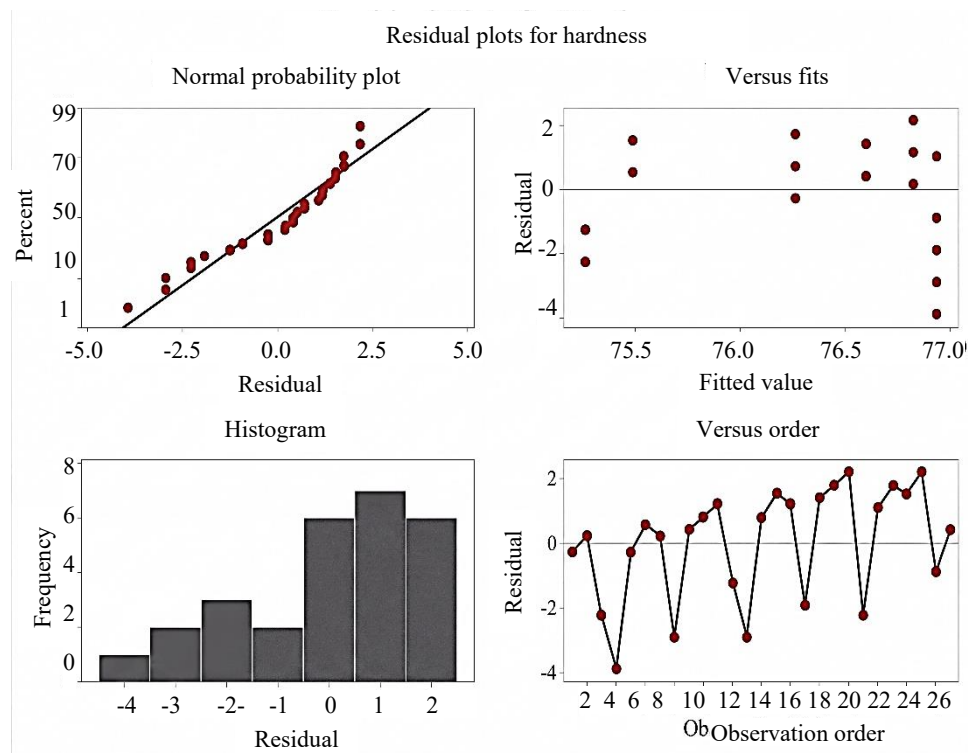 Residual plots for hardness
Normal probability plot
99
70
50
10
1
Percent
-5.0 -2.5 0.0 2.5 5.0
Residual
Versus fits
2
0
-2
-4
Residual
75.5 76.0 76.5 77.0
Fitted value
Histogram
8
6
4
2
0
Frequency
-4 -3 -2- -1 0 1 2
Residual
Versus order
2
0
-2
-4
Residual
2 4 6 8 10 12 14 16 18 20 22 24 26
Ob Observation order